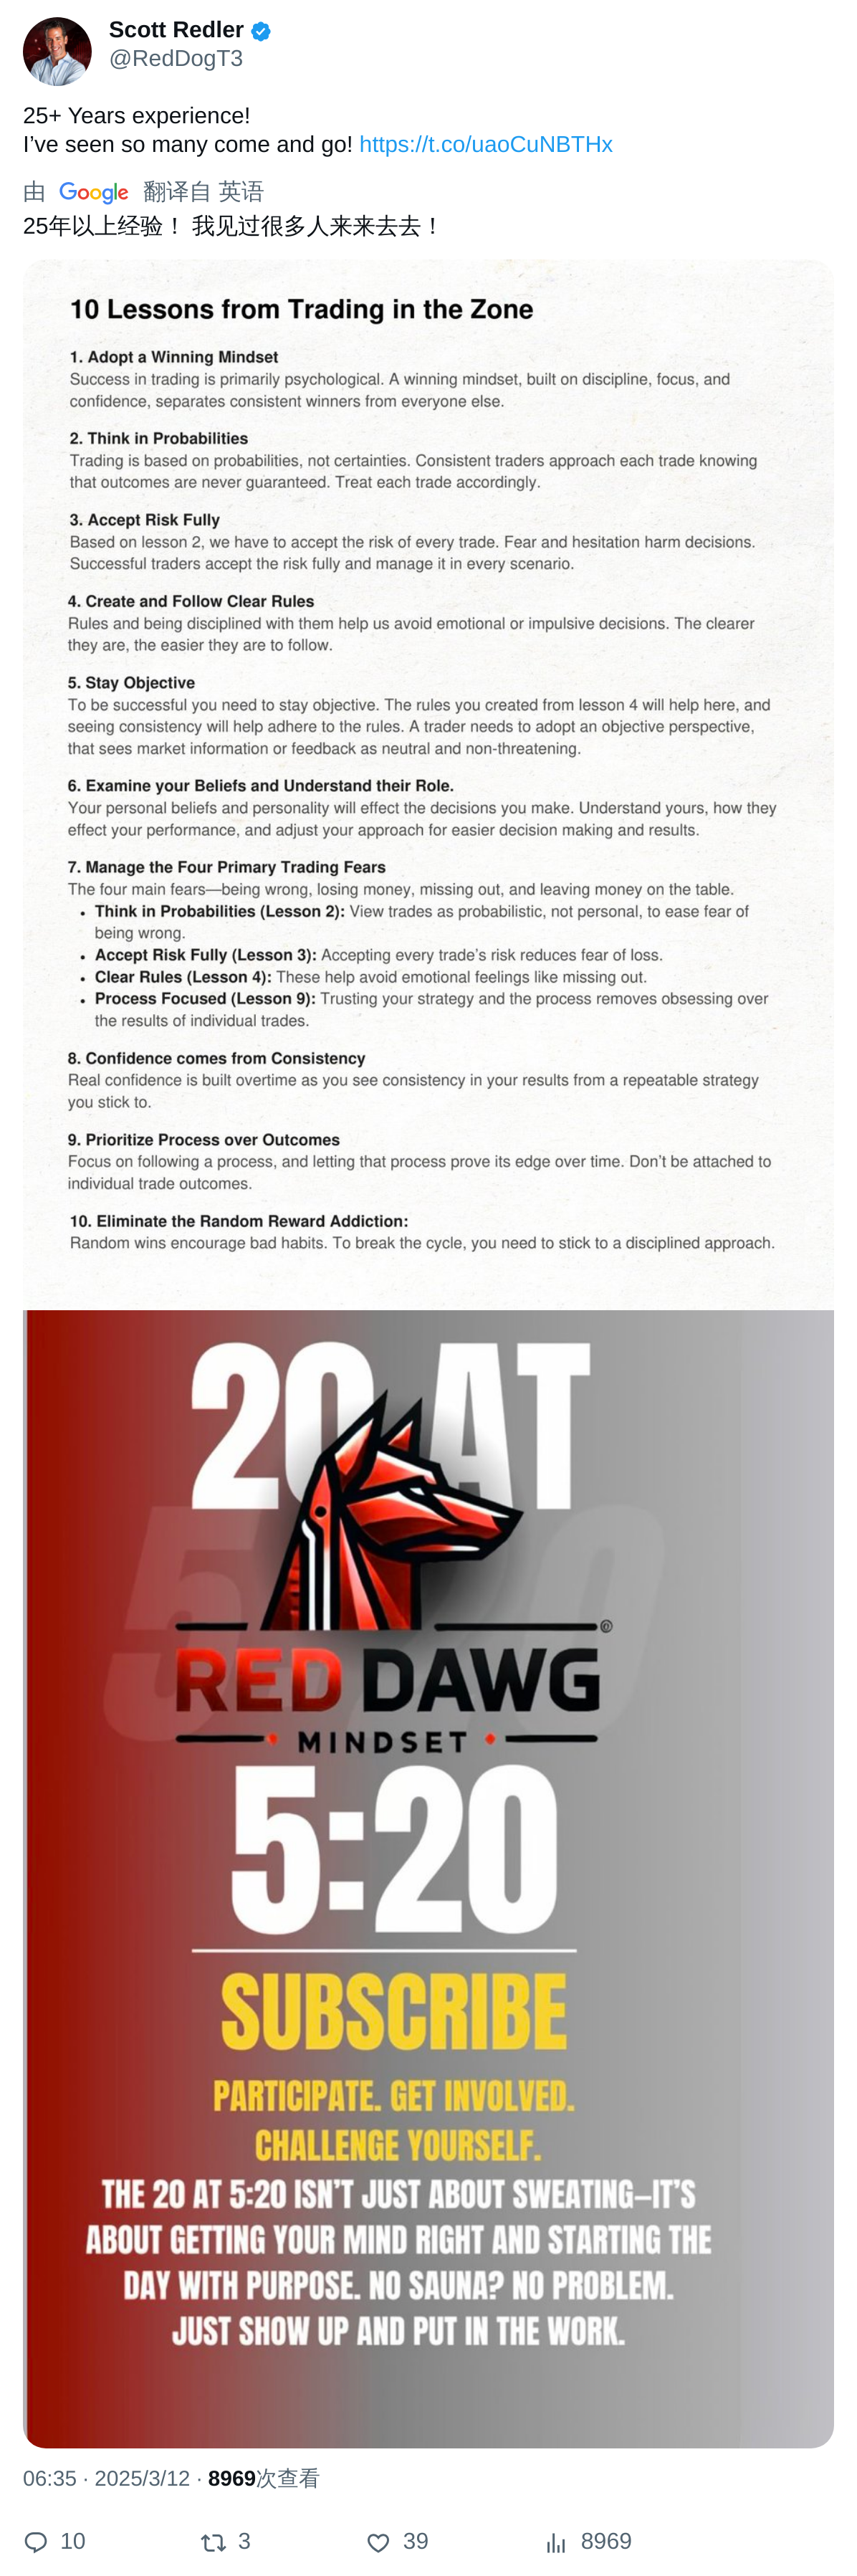 Scott Redler
@RedDogT3
25+ Years experience!
I’ve seen so many come and go! https://t.co/uaoCuNBTHx
由 Google 翻译自 英语
25年以上经验！ 我见过很多人来来去去！
10 Lessons from Trading in the Zone
1. Adopt a Winning Mindset
Success in trading is primarily psychological. A winning mindset, built on discipline, focus, and
confidence, separates consistent winners from everyone else.
2. Think in Probabilities
Trading is based on probabilities, not certainties. Consistent traders approach each trade knowing
that outcomes are never guaranteed. Treat each trade accordingly.
3. Accept Risk Fully
Based on lesson 2, we have to accept the risk of every trade. Fear and hesitation harm decisions.
Successful traders accept the risk fully and manage it in every scenario.
4. Create and Follow Clear Rules
Rules and being disciplined with them help us avoid emotional or impulsive decisions. The clearer
they are, the easier they are to follow.
5. Stay Objective
To be successful you need to stay objective. The rules you created from lesson 4 will help here, and
seeing consistency will help adhere to the rules. A trader needs to adopt an objective perspective,
that sees market information or feedback as neutral and non-threatening.
6. Examine your Beliefs and Understand their Role.
Your personal beliefs and personality will effect the decisions you make. Understand yours, how they
effect your performance, and adjust your approach for easier decision making and results.
7. Manage the Four Primary Trading Fears
The four main fears—being wrong, losing money, missing out, and leaving money on the table.
• Think in Probabilities (Lesson 2): View trades as probabilistic, not personal, to ease fear of
being wrong.
• Accept Risk Fully (Lesson 3): Accepting every trade’s risk reduces fear of loss.
• Clear Rules (Lesson 4): These help avoid emotional feelings like missing out.
• Process Focused (Lesson 9): Trusting your strategy and the process removes obsessing over
the results of individual trades.
8. Confidence comes from Consistency
Real confidence is built overtime as you see consistency in your results from a repeatable strategy
you stick to.
9. Prioritize Process over Outcomes
Focus on following a process, and letting that process prove its edge over time. Don’t be attached to
individual trade outcomes.
10. Eliminate the Random Reward Addiction:
Random wins encourage bad habits. To break the cycle, you need to stick to a disciplined approach.
20 AT
RED DAWG
MINDSET
5:20
SUBSCRIBE
PARTICIPATE. GET INVOLVED.
CHALLENGE YOURSELF.
THE 20 AT 5:20 ISN’T JUST ABOUT SWEATING–IT’S
ABOUT GETTING YOUR MIND RIGHT AND STARTING THE
DAY WITH PURPOSE. NO SAUNA? NO PROBLEM.
JUST SHOW UP AND PUT IN THE WORK.
06:35 · 2025/3/12 · 8969次查看
10 3 39 8969